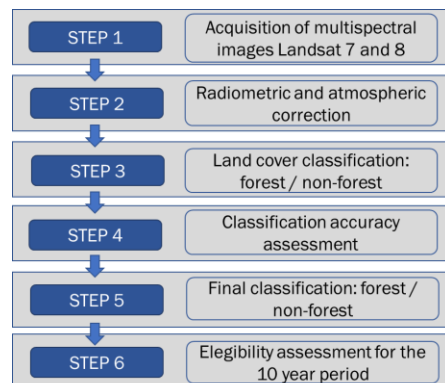 STEP 1
Acquisition of multispectral
images Landsat 7 and 8
STEP 2
Radiometric and atmospheric
correction
STEP 3
Land cover classification:
forest / non-forest
STEP 4
Classification accuracy
assessment
STEP 5
Final classification: forest /
non-forest
STEP 6
Elegibility assessment for the
10 year period